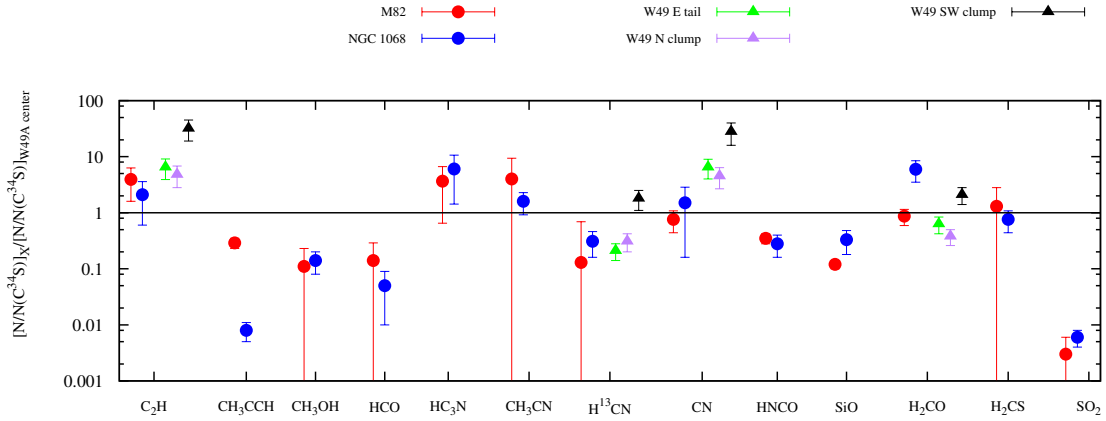 M82 W49 E tail W49 SW clump
NGC 1068 W49 N clump
[N/N(C³⁴S)]X/[N/N(C³⁴S)]W49A center
100
10
1
0.1
0.01
0.001
C₂H CH₃CCH CH₃OH HCO HC₃N CH₃CN H¹³CN CN HNCO SiO H₂CO H₂CS SO₂